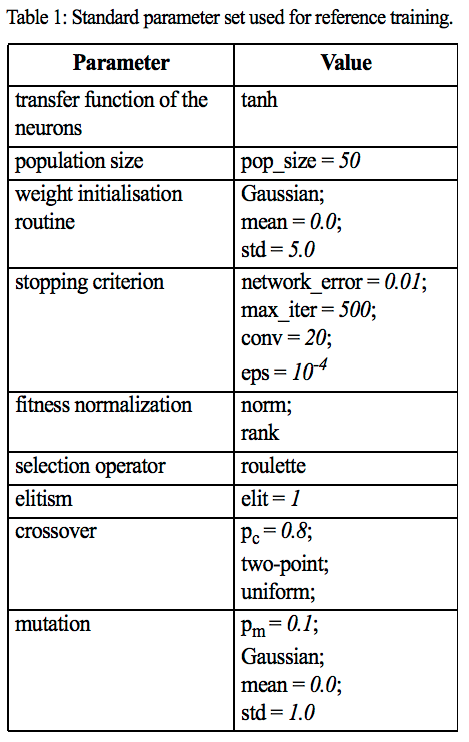 Table 1: Standard parameter set used for reference training.
Parameter Value
transfer function of the tanh
neurons
population size pop_size = 50
weight initialisation Gaussian;
routine mean = 0.0;
std = 5.0
stopping criterion network_error = 0.01;
max_iter = 500;
conv = 20;
eps = 10⁻⁴
fitness normalization norm;
rank
selection operator roulette
elitism elit = 1
crossover p_c = 0.8;
two-point;
uniform;
mutation p_m = 0.1;
Gaussian;
mean = 0.0;
std = 1.0